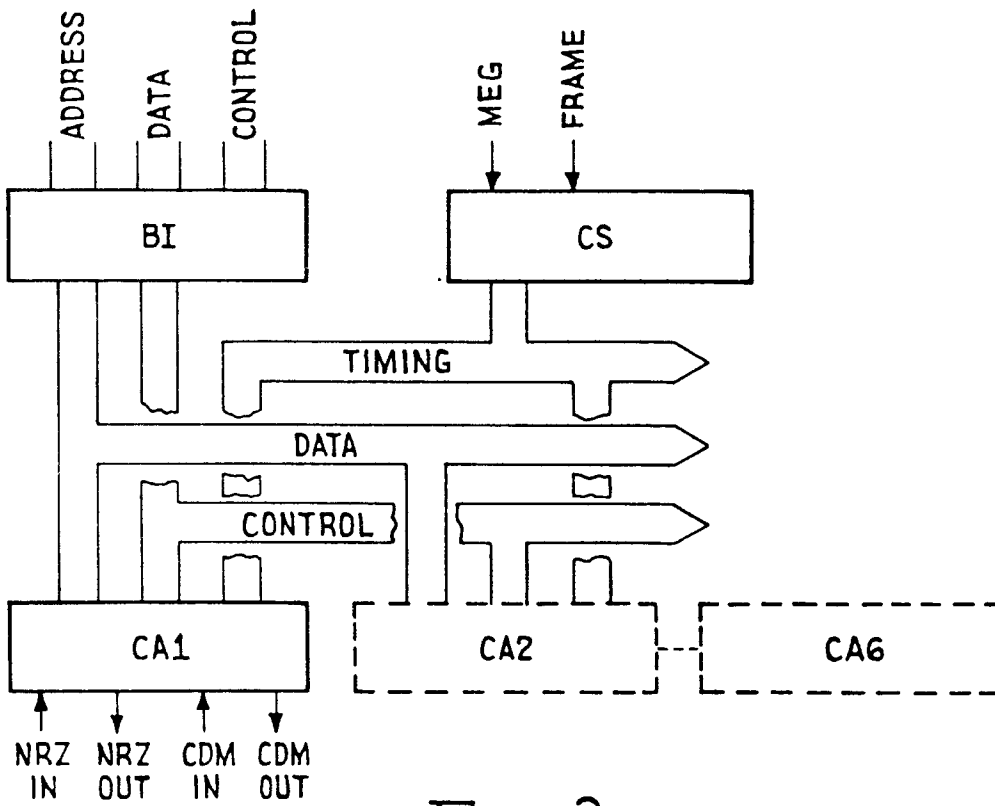 ADDRESS
DATA
CONTROL
MEG
FRAME
BI
CS
TIMING
DATA
CONTROL
CA1
CA2
CA6
NRZ IN
NRZ OUT
CDM IN
CDM OUT